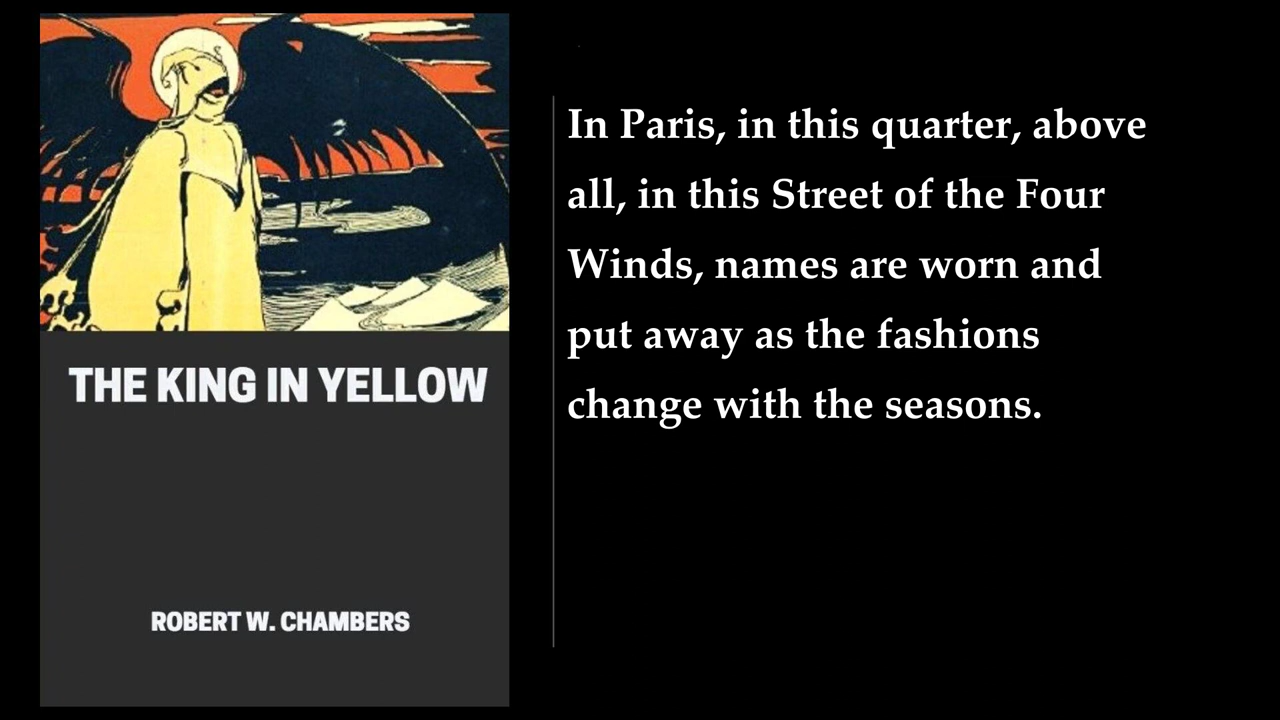 THE KING IN YELLOW
ROBERT W. CHAMBERS
In Paris, in this quarter, above
all, in this Street of the Four
Winds, names are worn and
put away as the fashions
change with the seasons.